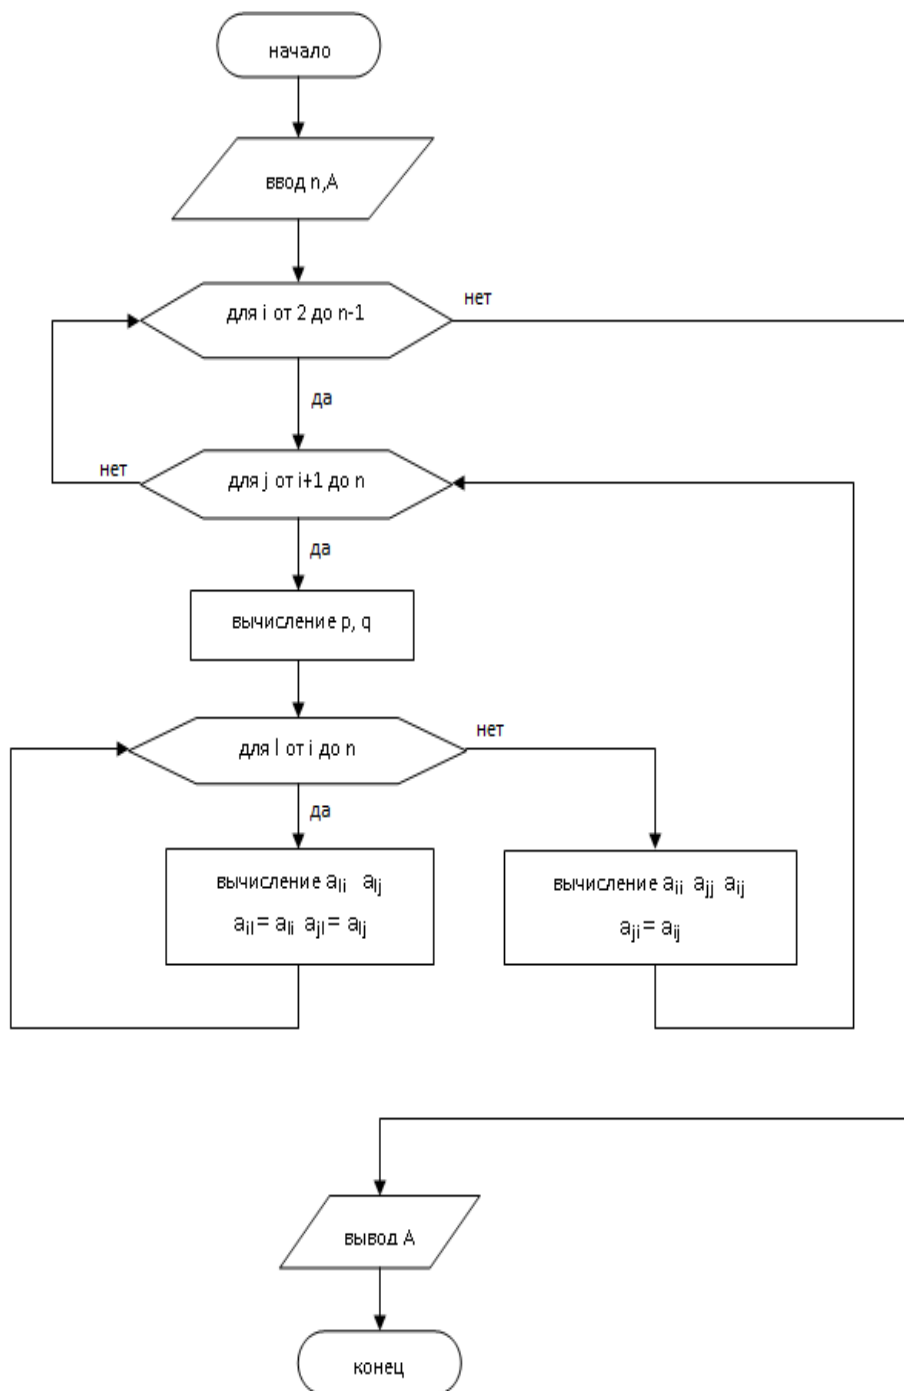 начало
ввод n,A
для i от 2 до n-1
нет
да
для j от i+1 до n
нет
да
вычисление p, q
для l от i до n
нет
да
вычисление a_li a_lj
a_il = a_li a_jl = a_lj
вычисление a_ii a_jj a_ij
a_ji = a_ij
вывод A
конец